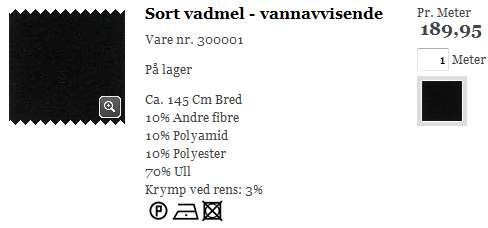 Sort vadmel - vannavvisende
Vare nr. 300001
På lager
Ca. 145 Cm Bred
10% Andre fibre
10% Polyamid
10% Polyester
70% Ull
Krymp ved rens: 3%
P
Pr. Meter
189,95
1 Meter